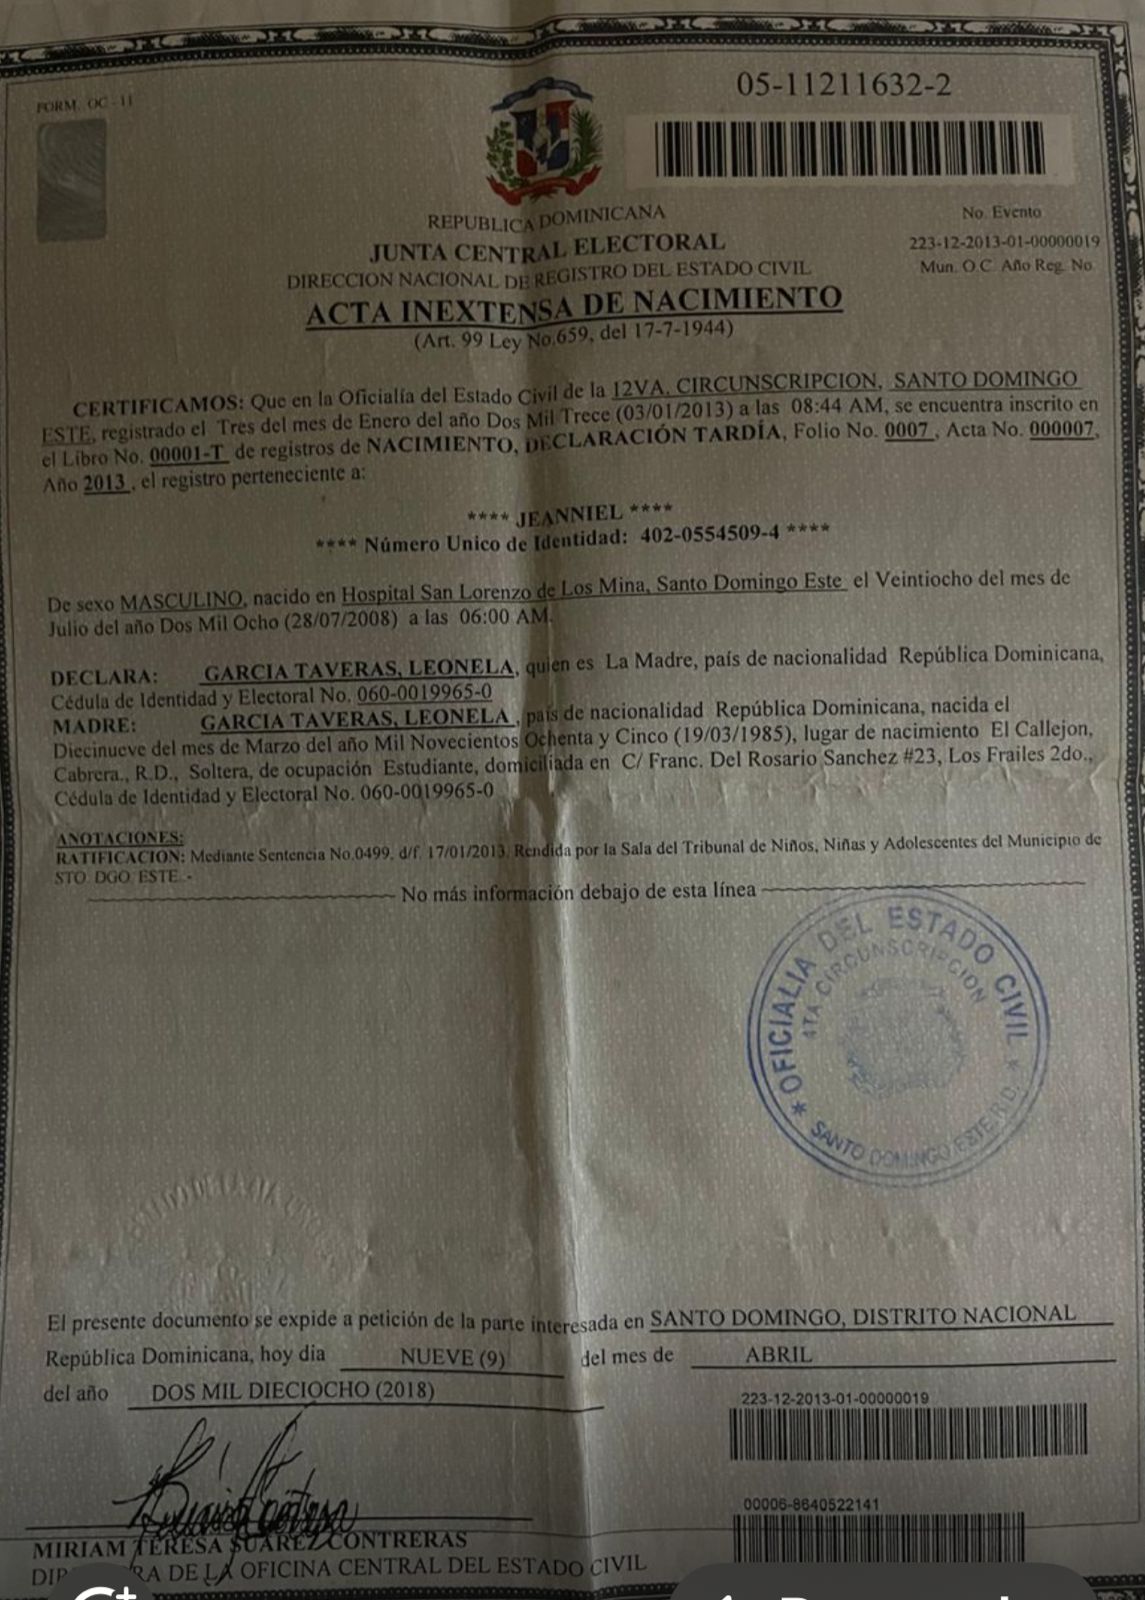 FORM. OC-11
05-11211632-2
REPUBLICA DOMINICANA
JUNTA CENTRAL ELECTORAL
DIRECCION NACIONAL DE REGISTRO DEL ESTADO CIVIL
ACTA INEXTENSA DE NACIMIENTO
(Art. 99 Ley No.659, del 17-7-1944)
No. Evento
223-12-2013-01-00000019
Mun. O.C. Año Reg. No.
CERTIFICAMOS: Que en la Oficialía del Estado Civil de la 12VA. CIRCUNSCRIPCION, SANTO DOMINGO
ESTE, registrado el Tres del mes de Enero del año Dos Mil Trece (03/01/2013) a las 08:44 AM, se encuentra inscrito en
el Libro No. 00001-T de registros de NACIMIENTO, DECLARACIÓN TARDÍA, Folio No. 0007, Acta No. 000007,
Año 2013, el registro perteneciente a:
**** JEANNIEL ****
**** Número Unico de Identidad: 402-0554509-4 ****
De sexo MASCULINO, nacido en Hospital San Lorenzo de Los Mina, Santo Domingo Este el Veintiocho del mes de
Julio del año Dos Mil Ocho (28/07/2008) a las 06:00 AM.
DECLARA: GARCIA TAVERAS, LEONELA, quien es La Madre, país de nacionalidad República Dominicana,
Cédula de Identidad y Electoral No. 060-0019965-0
MADRE: GARCIA TAVERAS, LEONELA, país de nacionalidad República Dominicana, nacida el
Diecinueve del mes de Marzo del año Mil Novecientos Ochenta y Cinco (19/03/1985), lugar de nacimiento El Callejon,
Cabrera., R.D., Soltera, de ocupación Estudiante, domiciliada en C/ Franc. Del Rosario Sanchez #23, Los Frailes 2do.,
Cédula de Identidad y Electoral No. 060-0019965-0
ANOTACIONES:
RATIFICACION: Mediante Sentencia No.0499, d/f. 17/01/2013, Rendida por la Sala del Tribunal de Niños, Niñas y Adolescentes del Municipio de
STO. DGO. ESTE.-
No más información debajo de esta línea
* OFICIALIA DEL ESTADO CIVIL *
4TA CIRCUNSCRIPCION
SANTO DOMINGO ESTE R.D.
El presente documento se expide a petición de la parte interesada en SANTO DOMINGO, DISTRITO NACIONAL
República Dominicana, hoy dia NUEVE (9) del mes de ABRIL
del año DOS MIL DIECIOCHO (2018)
223-12-2013-01-00000019
00006-8640522141
MIRIAM TERESA SUAREZ CONTRERAS
RA DE LA OFICINA CENTRAL DEL ESTADO CIVIL